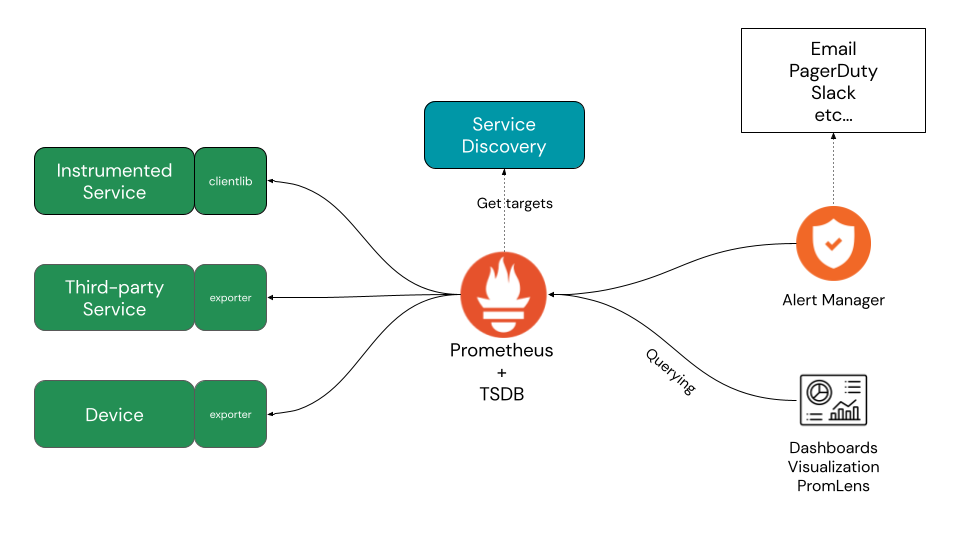 Email
PagerDuty
Slack
etc...
Service
Discovery
Instrumented
Service
clientlib
Get targets
Third-party
Service
exporter
Alert Manager
Prometheus
+
TSDB
Querying
Device
exporter
Dashboards
Visualization
PromLens